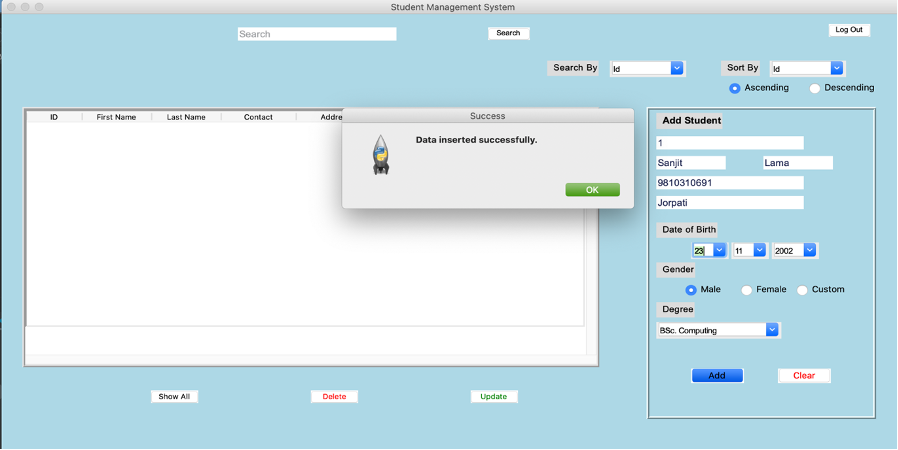 Student Management System
Search
Search
Log Out
Search By
Id
Sort By
Id
Ascending
Descending
ID
First Name
Last Name
Contact
Addre
Success
Data inserted successfully.
OK
Add Student
1
Sanjit
Lama
9810310691
Jorpati
Date of Birth
23
11
2002
Gender
Male
Female
Custom
Degree
BSc. Computing
Add
Clear
Show All
Delete
Update